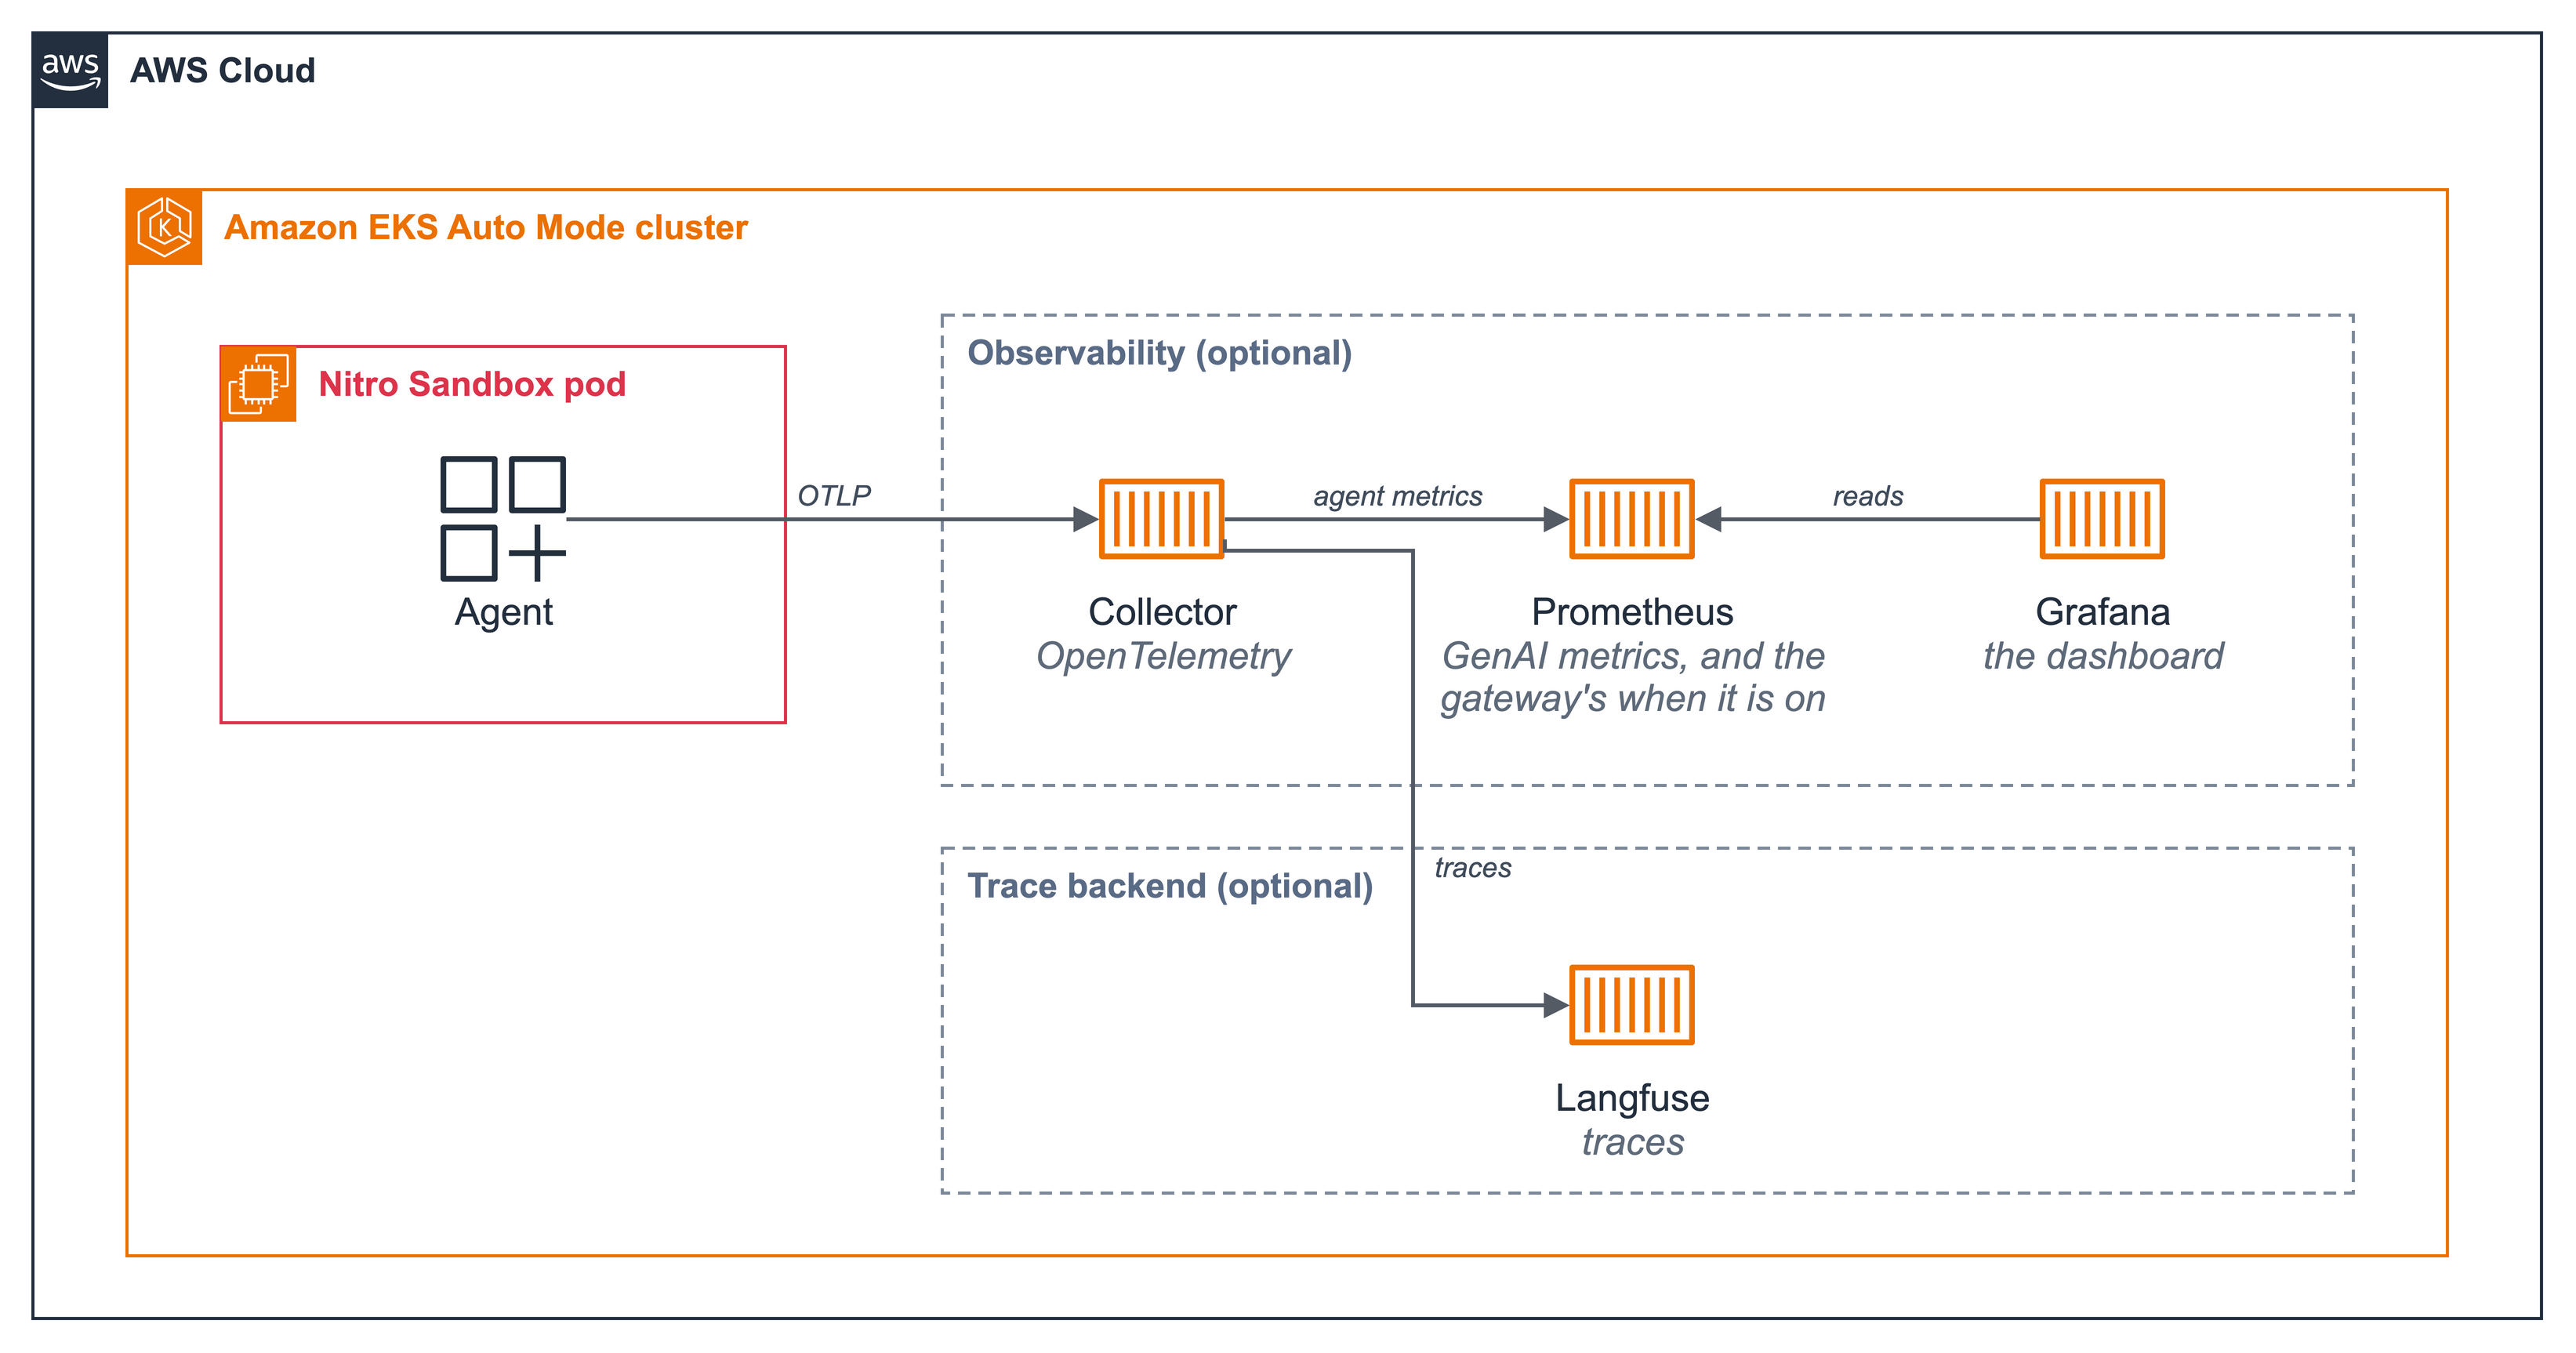 aws
AWS Cloud
Amazon EKS Auto Mode cluster
K
Nitro Sandbox pod
Agent
OTLP
Observability (optional)
agent metrics
reads
Collector
OpenTelemetry
Prometheus
GenAI metrics, and the
gateway's when it is on
Grafana
the dashboard
Trace backend (optional)
traces
Langfuse
traces